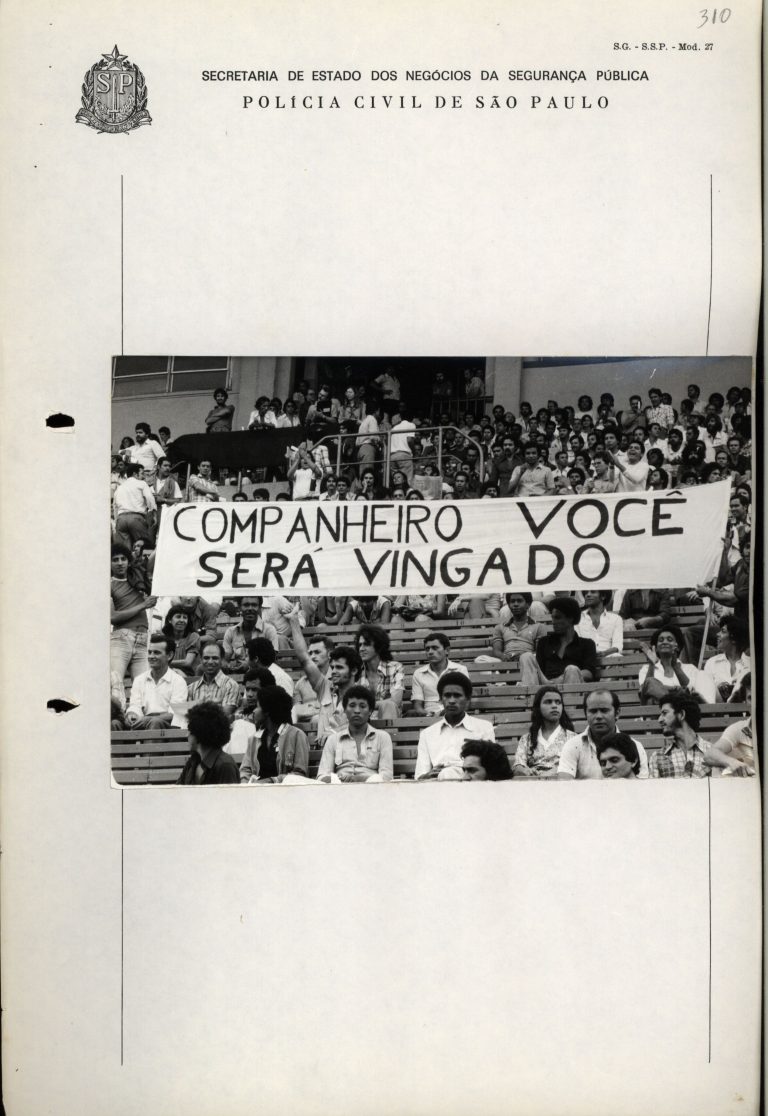 310
S.G. - S.S.P. - Mod. 27
SP
SECRETARIA DE ESTADO DOS NEGÓCIOS DA SEGURANÇA PÚBLICA
POLÍCIA CIVIL DE SÃO PAULO
COMPANHEIRO VOCÊ
SERÁ VINGADO